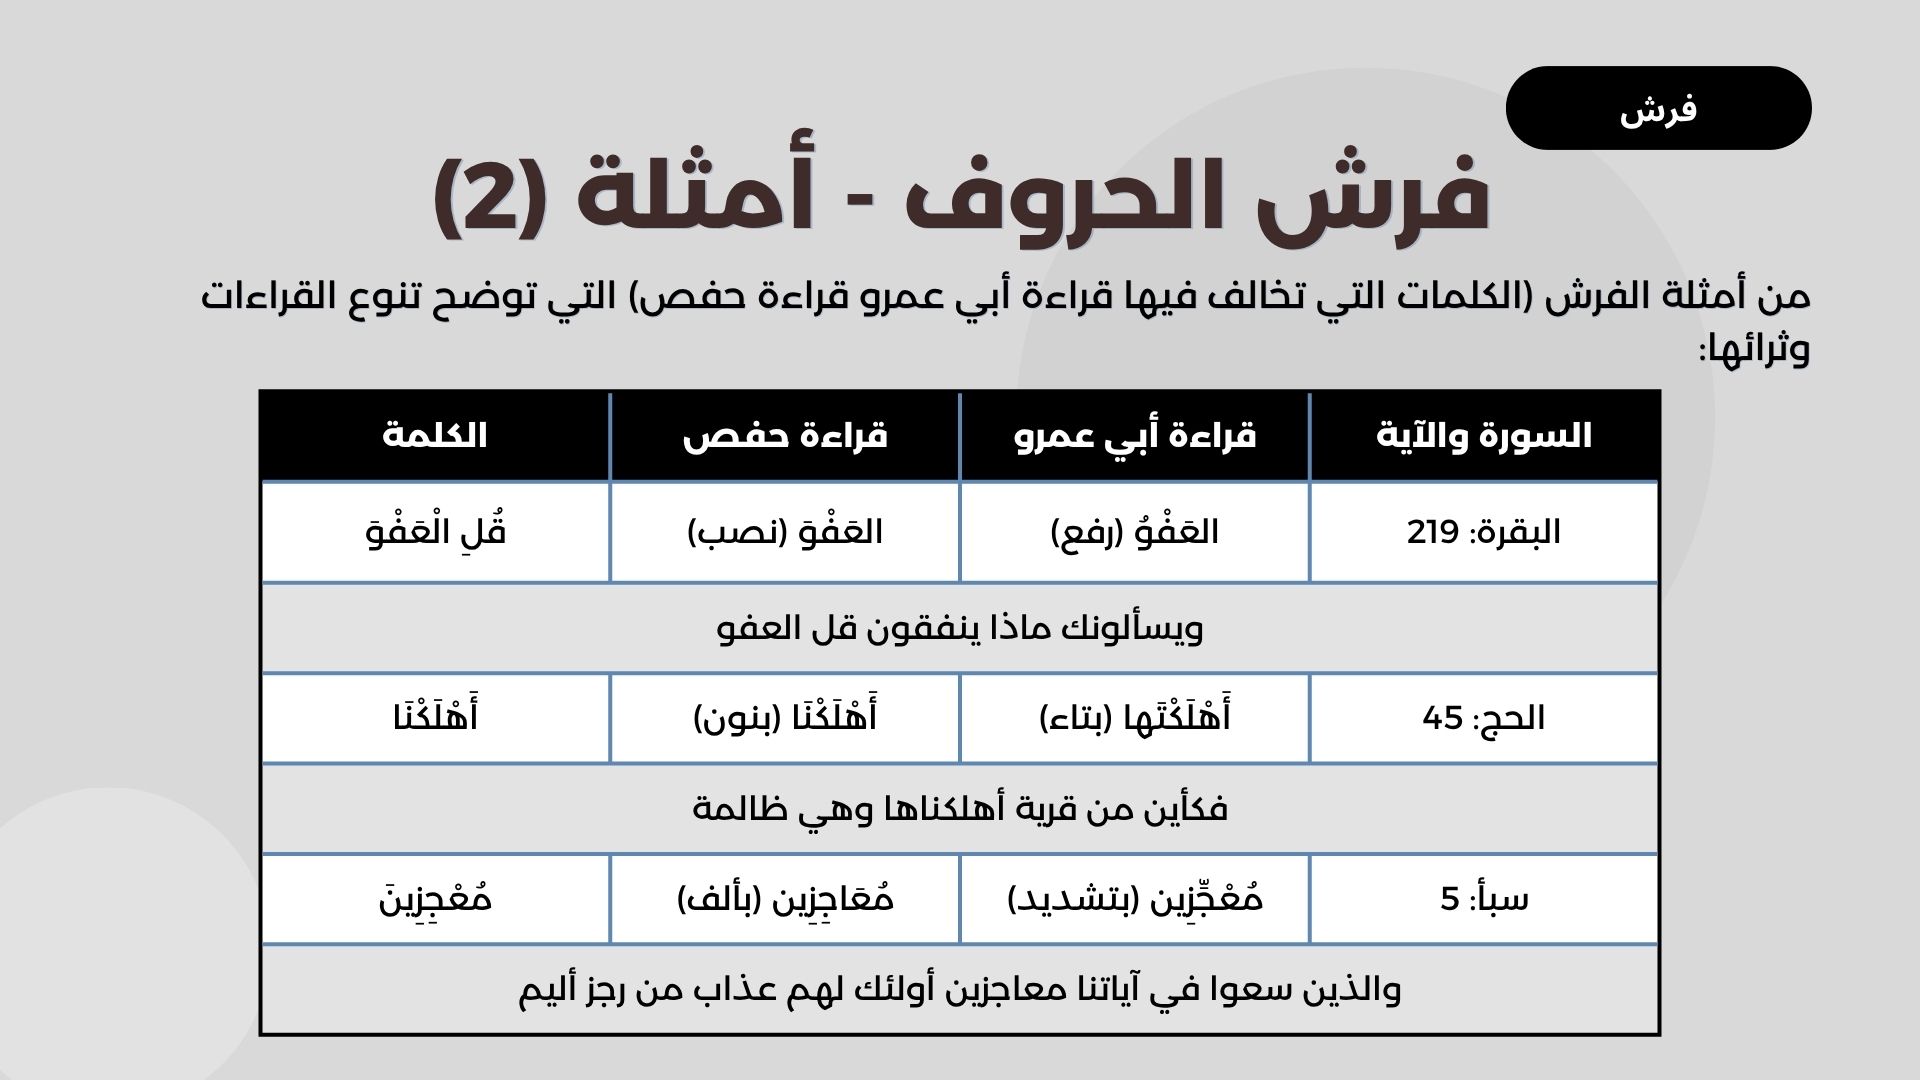 فرش
فرش الحروف - أمثلة (2)
من أمثلة الفرش (الكلمات التي تخالف فيها قراءة أبي عمرو قراءة حفص) التي توضح تنوع القراءات
وثرائها:
السورة والآية قراءة أبي عمرو قراءة حفص الكلمة
البقرة: 219 العَفْوُ (رفع) العَفْوَ (نصب) قُلِ الْعَفْوَ
ويسألونك ماذا ينفقون قل العفو
الحج: 45 أَهْلَكْتَها (بتاء) أَهْلَكْنَا (بنون) أَهْلَكْنَا
فكأين من قرية أهلكناها وهي ظالمة
سبأ: 5 مُعْجِّزِين (بتشديد) مُعَاجِزِين (بألف) مُعْجِزِينَ
والذين سعوا في آياتنا معاجزين أولئك لهم عذاب من رجز أليم